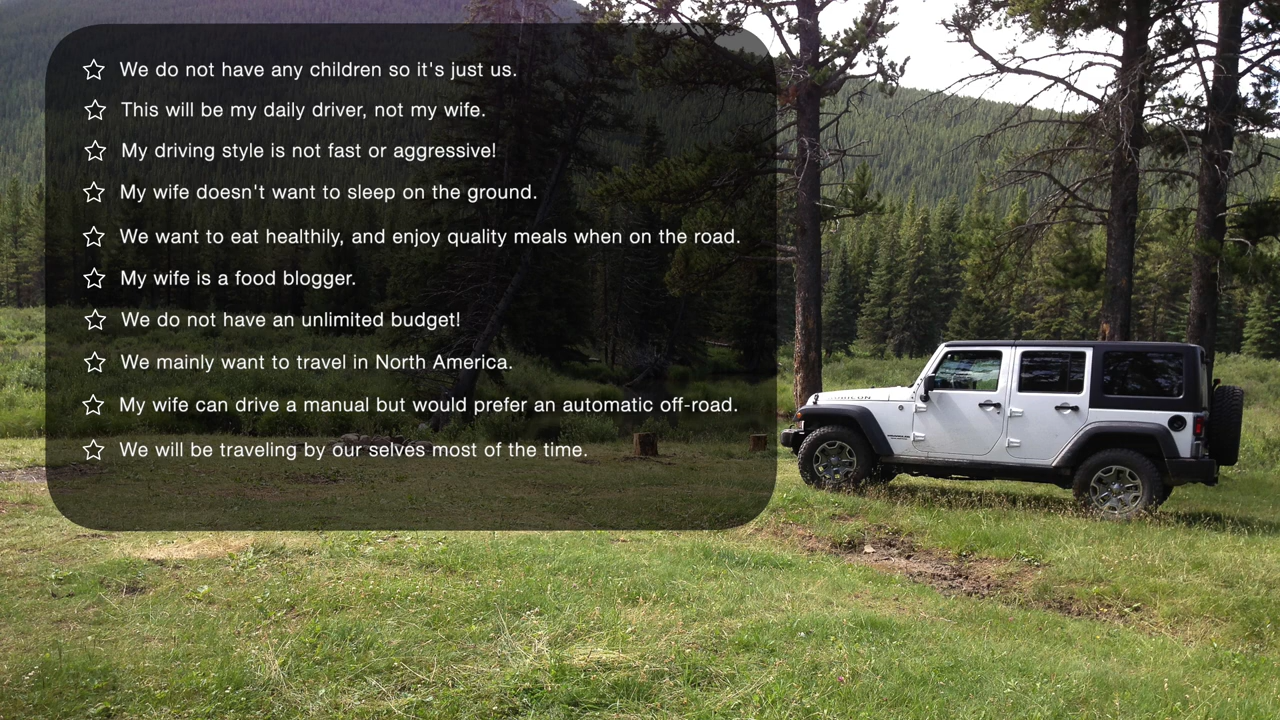 We do not have any children so it's just us.
This will be my daily driver, not my wife.
My driving style is not fast or aggressive!
My wife doesn't want to sleep on the ground.
We want to eat healthily, and enjoy quality meals when on the road.
My wife is a food blogger.
We do not have an unlimited budget!
We mainly want to travel in North America.
My wife can drive a manual but would prefer an automatic off-road.
We will be traveling by our selves most of the time.